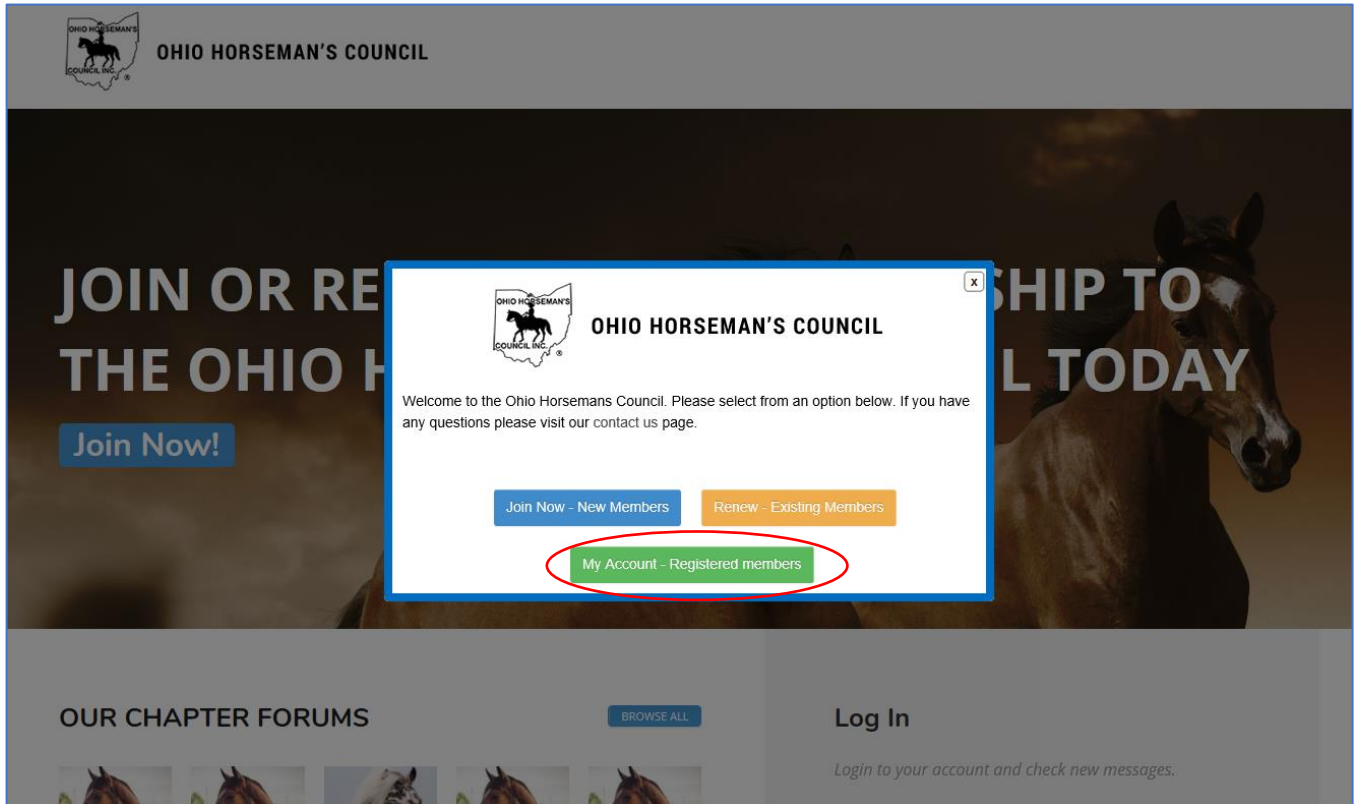 OHIO HORSEMAN'S
COUNCIL INC.
®
OHIO HORSEMAN'S COUNCIL
JOIN OR RE
SHIP TO
THE OHIO H
L TODAY
Join Now!
x
OHIO HORSEMAN'S
COUNCIL INC.
®
OHIO HORSEMAN'S COUNCIL
Welcome to the Ohio Horsemans Council. Please select from an option below. If you have
any questions please visit our contact us page.
Join Now - New Members
Renew - Existing Members
My Account - Registered members
OUR CHAPTER FORUMS
BROWSE ALL
Log In
Login to your account and check new messages.